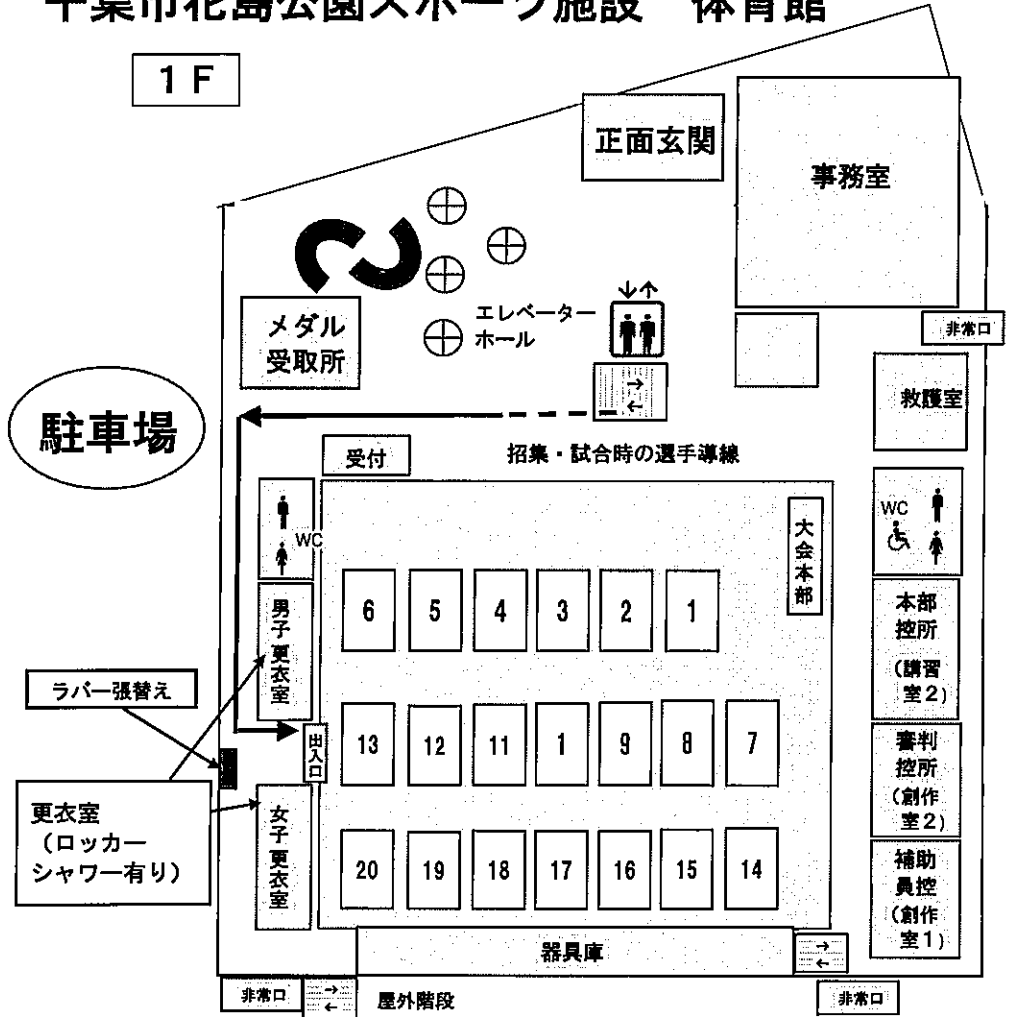 千葉市花島公園スポーツ施設　体育館
1F
正面玄関
事務室
エレベーター
ホール
メダル
受取所
非常口
救護室
駐車場
受付
招集・試合時の選手導線
WC
WC
大会本部
6 5 4 3 2 1
男子更衣室
本部
控所
(講習
室2)
ラバー張替え
出入口
13 12 11 1 9 8 7
審判
控所
(創作
室2)
更衣室
(ロッカー
シャワー有り)
女子更衣室
20 19 18 17 16 15 14
補助
員控
(創作
室1)
器具庫
非常口
屋外階段
非常口